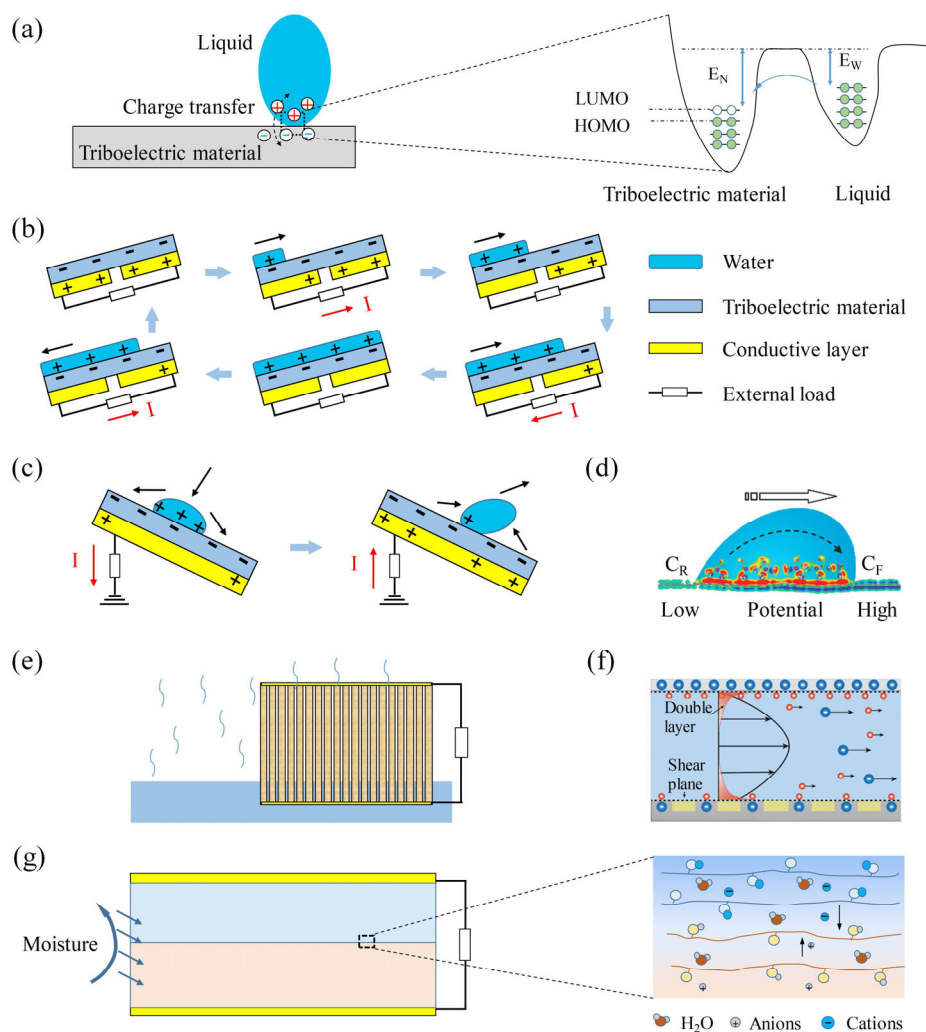 (a)
Liquid
Charge transfer
Triboelectric material
E_N
E_W
LUMO
HOMO
Triboelectric material
Liquid
(b)
I
I
I
Water
Triboelectric material
Conductive layer
External load
(c)
I
I
(d)
C_R
C_F
Low
Potential
High
(e)
(f)
Double
layer
Shear
plane
(g)
Moisture
H₂O
Anions
Cations